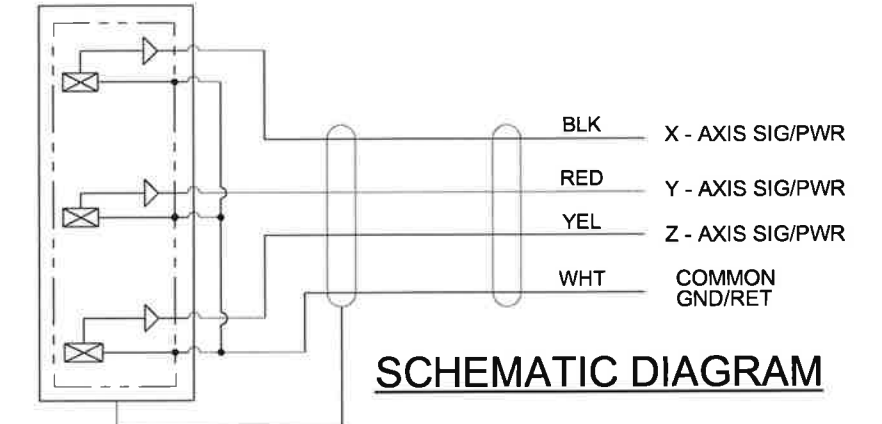 BLK X - AXIS SIG/PWR
RED Y - AXIS SIG/PWR
YEL Z - AXIS SIG/PWR
WHT COMMON
GND/RET
SCHEMATIC DIAGRAM